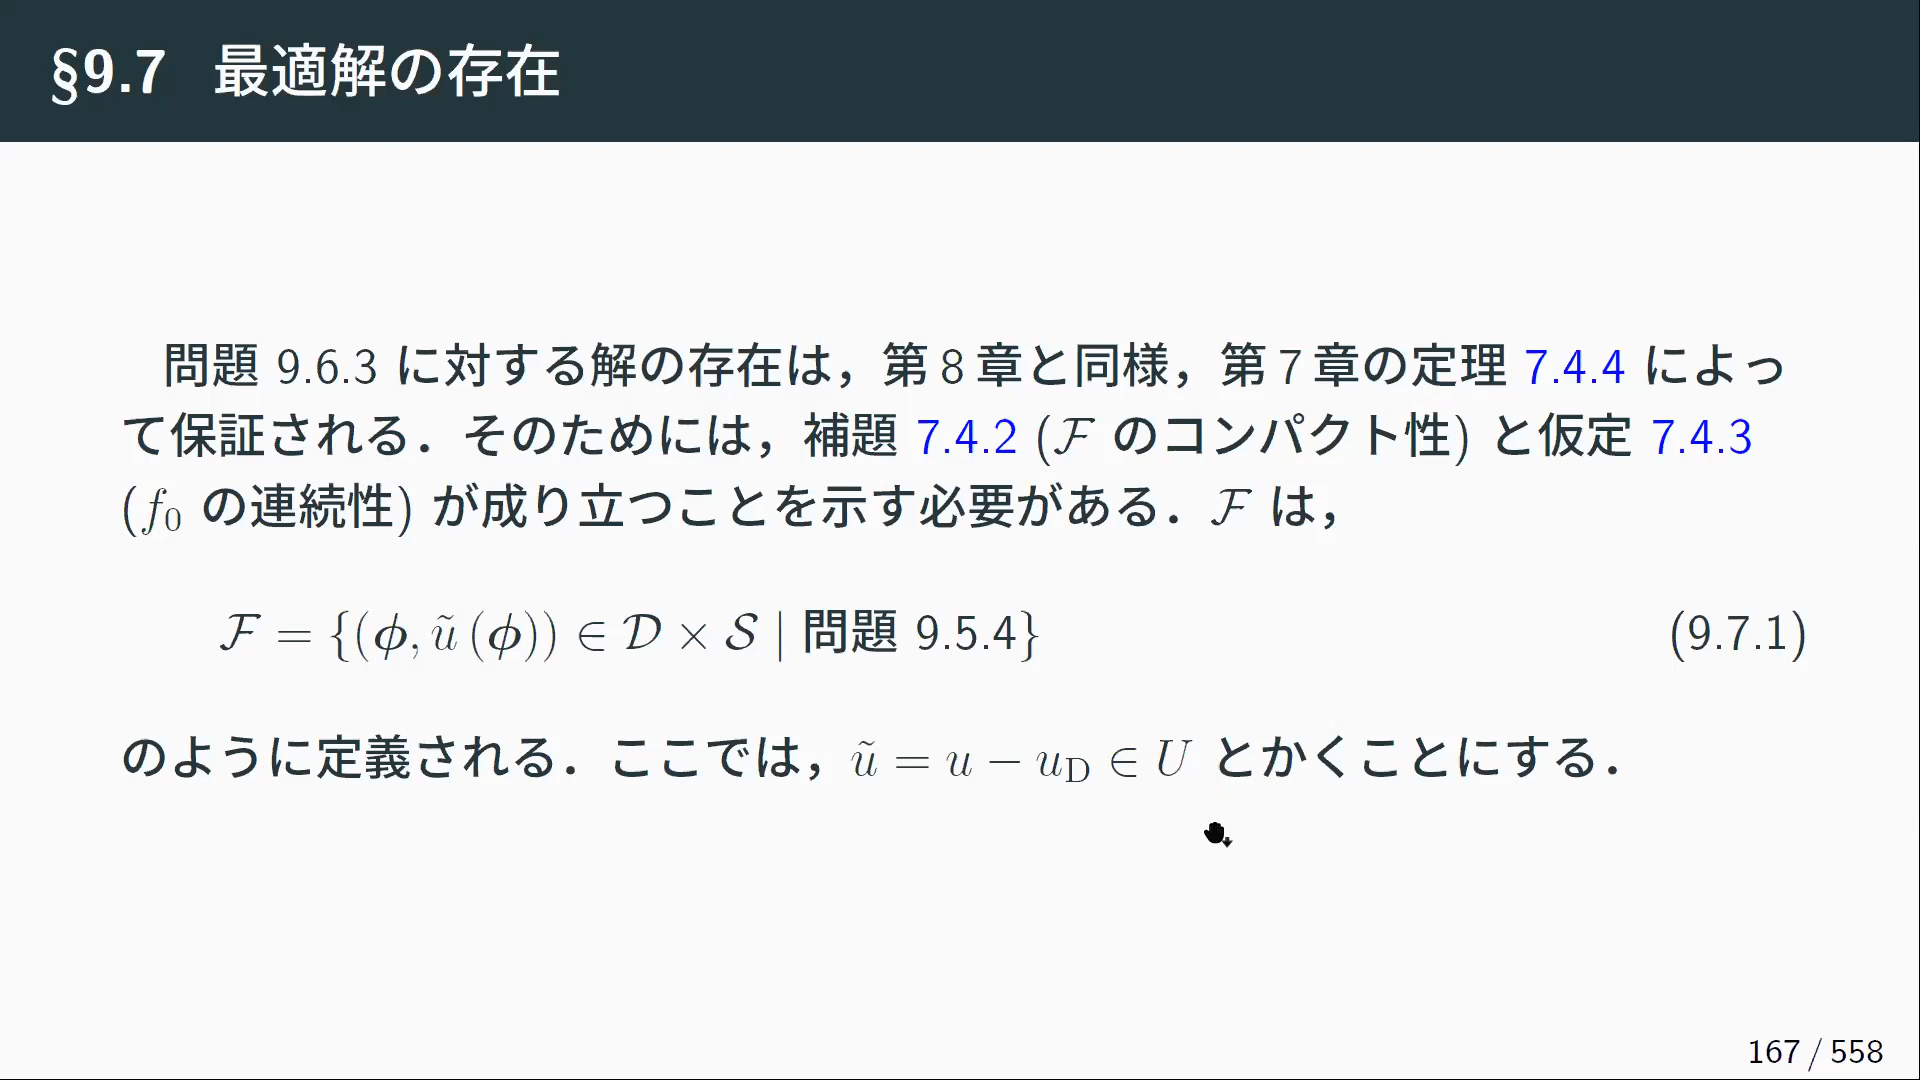 §9.7 最適解の存在
問題 9.6.3 に対する解の存在は，第 8 章と同様，第 7 章の定理 7.4.4 によっ
て保証される．そのためには，補題 7.4.2 (ℱ のコンパクト性) と仮定 7.4.3
(f₀ の連続性) が成り立つことを示す必要がある．ℱ は，
ℱ = {(ϕ, ũ (ϕ)) ∈ 𝒟 × 𝒮 | 問題 9.5.4} (9.7.1)
のように定義される．ここでは，ũ = u − u_D ∈ U とかくことにする．
167 / 558